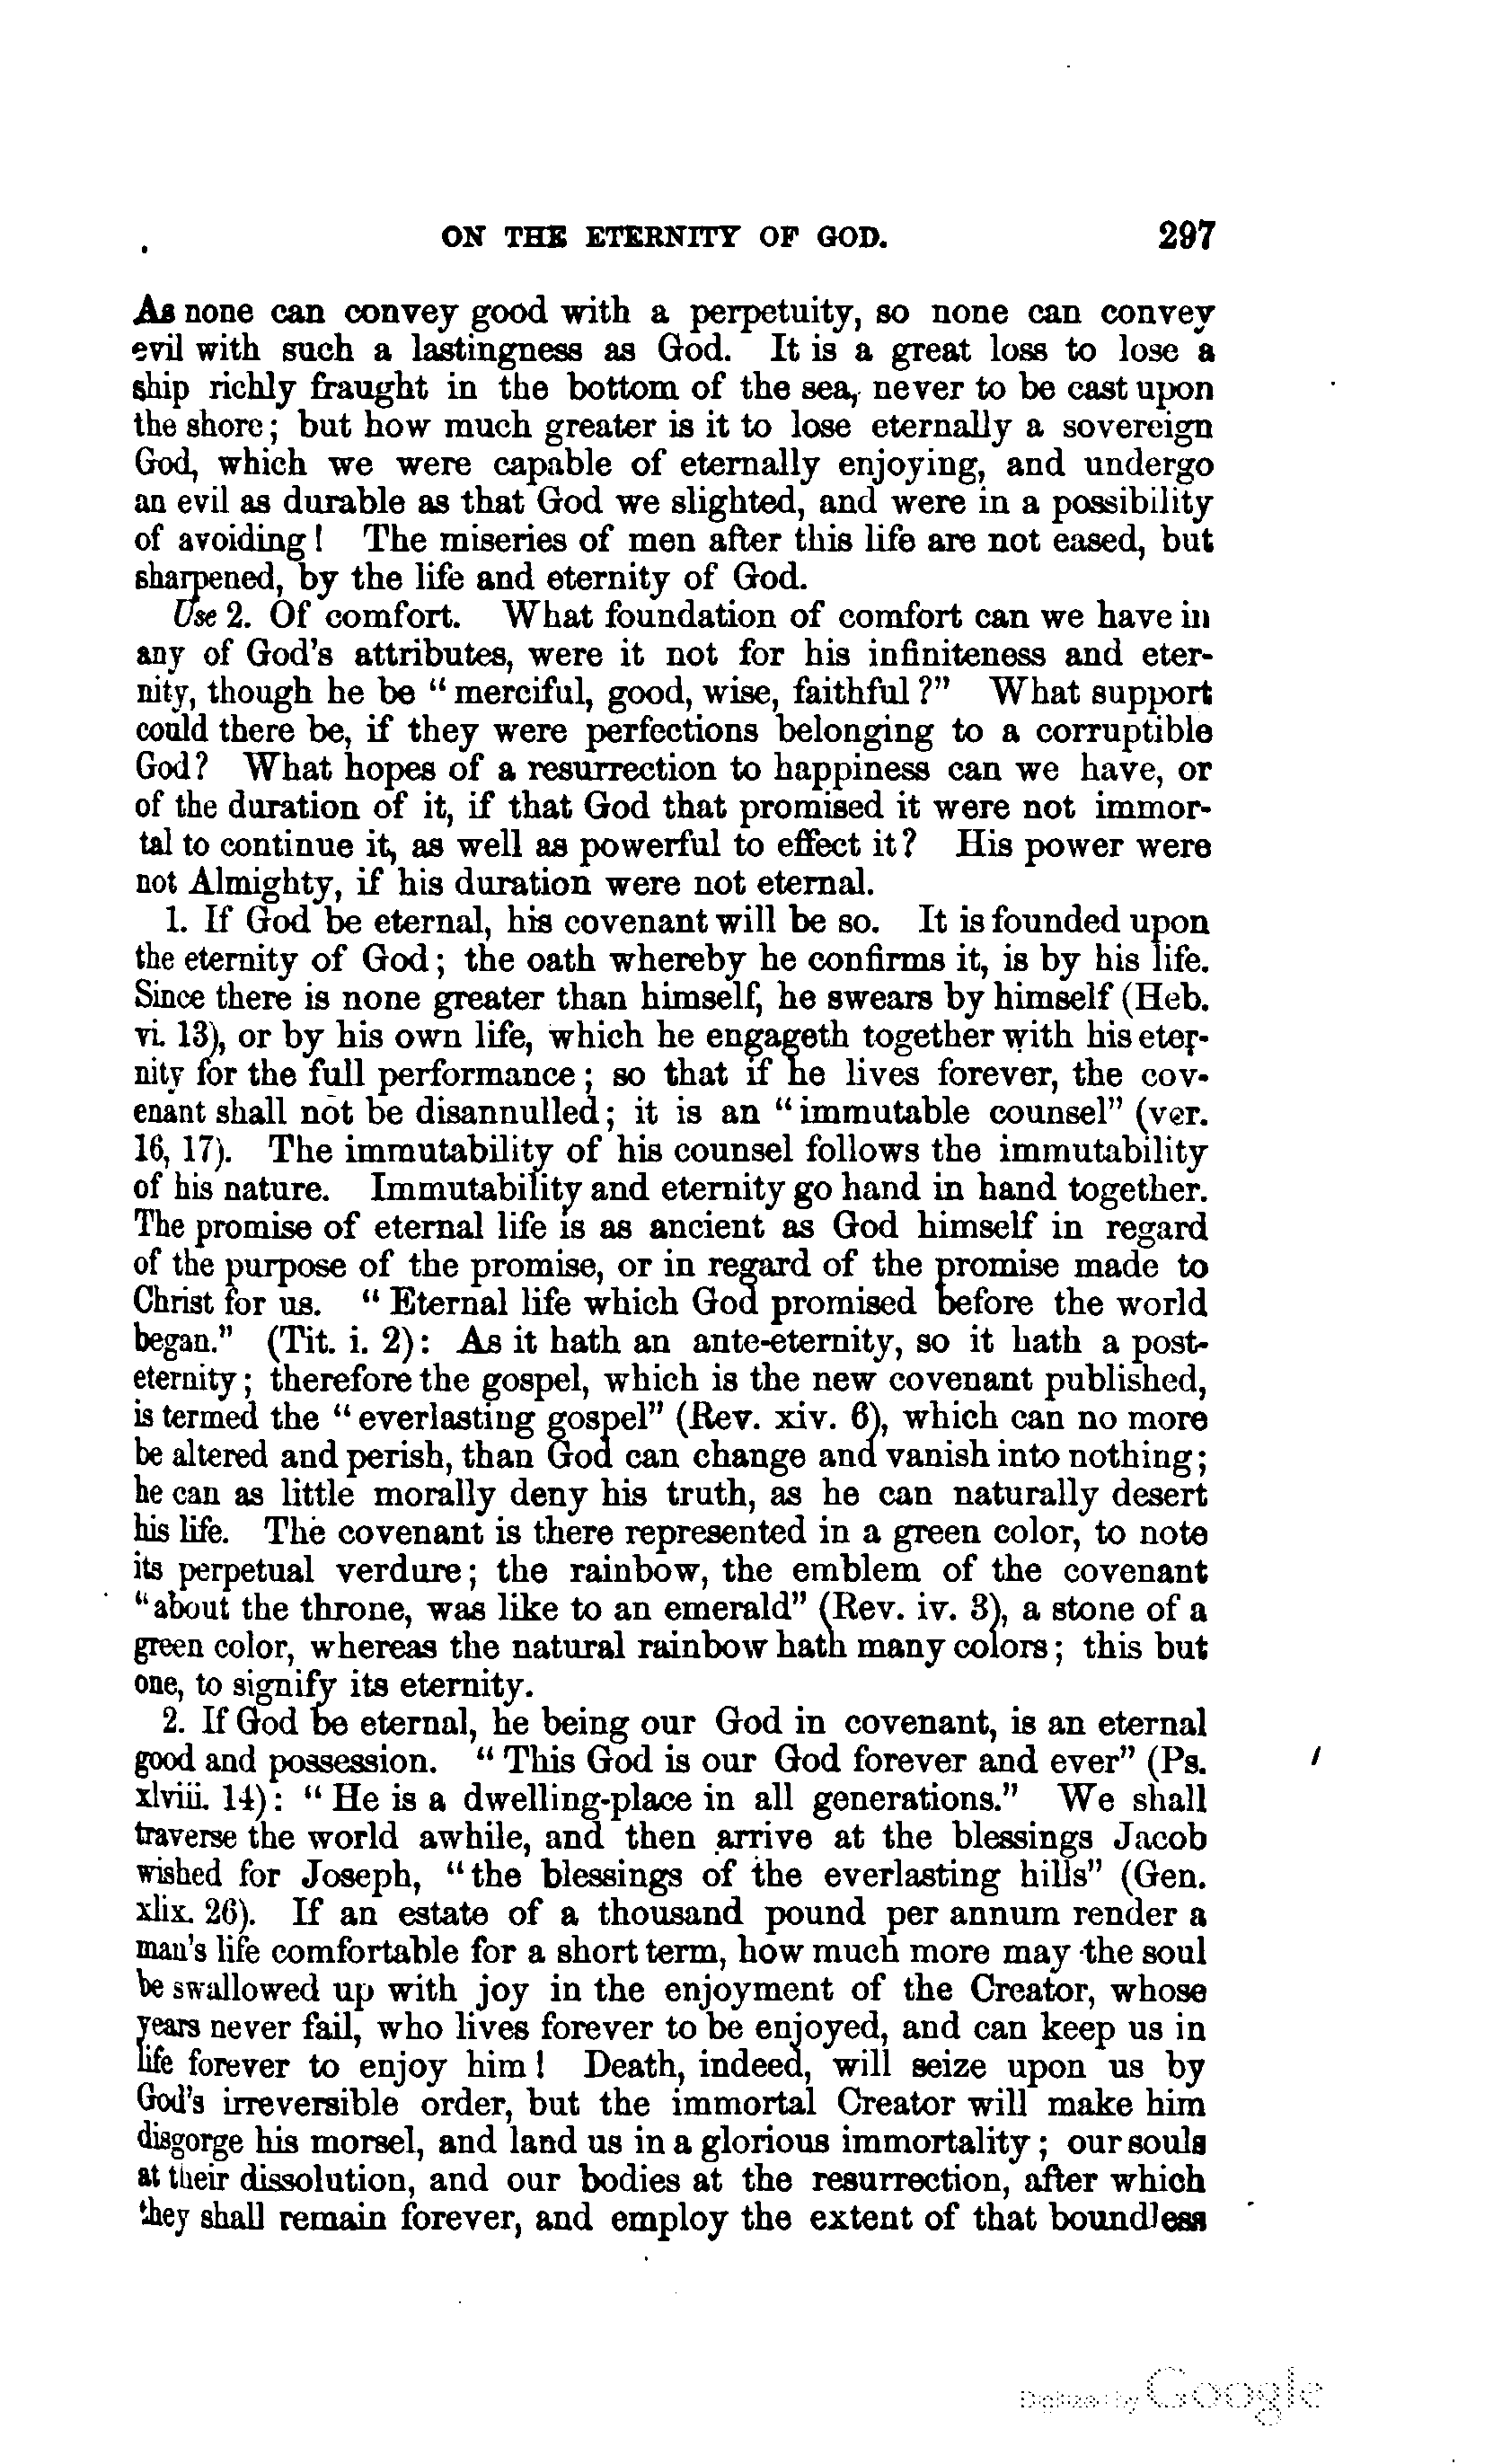 ON THE ETERNITY OF GOD. 297
As none can convey good with a perpetuity, so none can convey
evil with such a lastingness as God. It is a great loss to lose a
ship richly fraught in the bottom of the sea, never to be cast upon
the shore; but how much greater is it to lose eternally a sovereign
God, which we were capable of eternally enjoying, and undergo
an evil as durable as that God we slighted, and were in a possibility
of avoiding! The miseries of men after this life are not eased, but
sharpened, by the life and eternity of God.
Use 2. Of comfort. What foundation of comfort can we have in
any of God's attributes, were it not for his infiniteness and eter-
nity, though he be "merciful, good, wise, faithful?" What support
could there be, if they were perfections belonging to a corruptible
God? What hopes of a resurrection to happiness can we have, or
of the duration of it, if that God that promised it were not immor-
tal to continue it, as well as powerful to effect it? His power were
not Almighty, if his duration were not eternal.
1. If God be eternal, his covenant will be so. It is founded upon
the eternity of God; the oath whereby he confirms it, is by his life.
Since there is none greater than himself, he swears by himself (Heb.
vi. 13), or by his own life, which he engageth together with his eter-
nity for the full performance; so that if he lives forever, the cov-
enant shall not be disannulled; it is an "immutable counsel" (ver.
16, 17). The immutability of his counsel follows the immutability
of his nature. Immutability and eternity go hand in hand together.
The promise of eternal life is as ancient as God himself in regard
of the purpose of the promise, or in regard of the promise made to
Christ for us. "Eternal life which God promised before the world
began." (Tit. i. 2): As it hath an ante-eternity, so it hath a post-
eternity; therefore the gospel, which is the new covenant published,
is termed the "everlasting gospel" (Rev. xiv. 6), which can no more
be altered and perish, than God can change and vanish into nothing;
he can as little morally deny his truth, as he can naturally desert
his life. The covenant is there represented in a green color, to note
its perpetual verdure; the rainbow, the emblem of the covenant
"about the throne, was like to an emerald" (Rev. iv. 3), a stone of a
green color, whereas the natural rainbow hath many colors; this but
one, to signify its eternity.
2. If God be eternal, he being our God in covenant, is an eternal
good and possession. "This God is our God forever and ever" (Ps.
xlviii. 14): "He is a dwelling-place in all generations." We shall
traverse the world awhile, and then arrive at the blessings Jacob
wished for Joseph, "the blessings of the everlasting hills" (Gen.
xlix. 26). If an estate of a thousand pound per annum render a
man's life comfortable for a short term, how much more may the soul
be swallowed up with joy in the enjoyment of the Creator, whose
years never fail, who lives forever to be enjoyed, and can keep us in
life forever to enjoy him! Death, indeed, will seize upon us by
God's irreversible order, but the immortal Creator will make him
disgorge his morsel, and land us in a glorious immortality; our souls
at their dissolution, and our bodies at the resurrection, after which
they shall remain forever, and employ the extent of that boundless
Digitized by Google